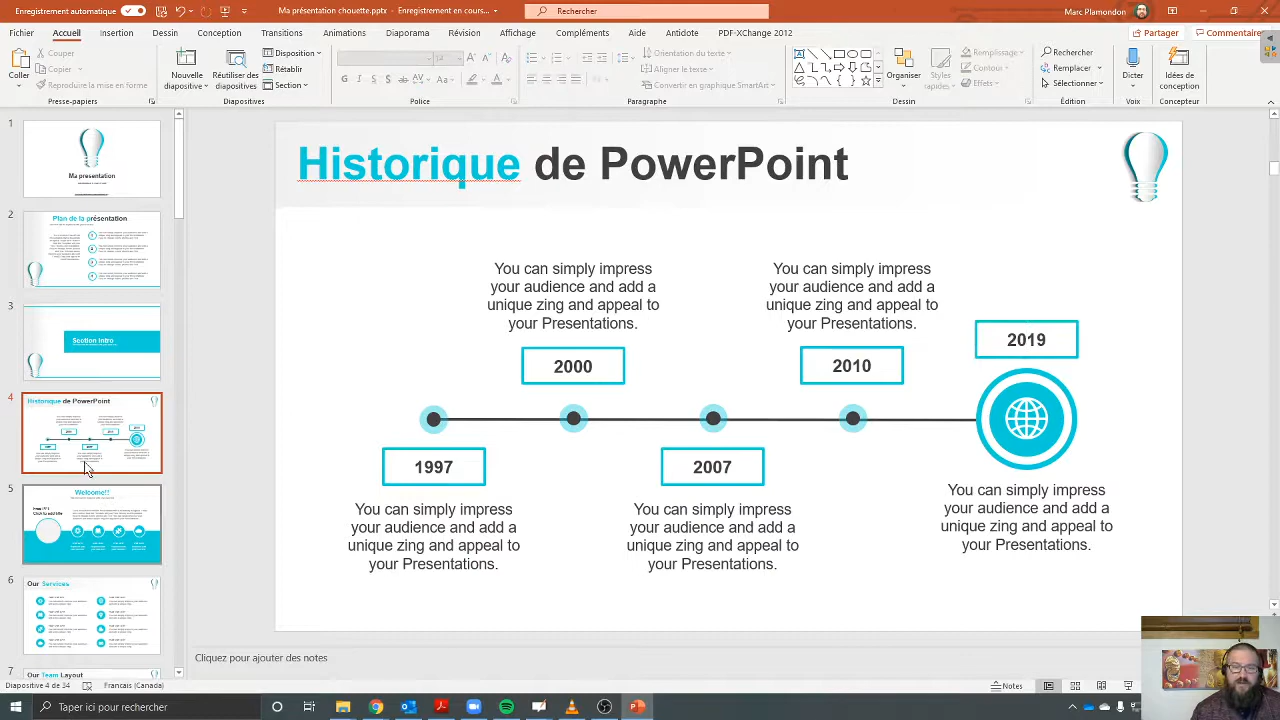 Enregistrement automatique
Ma présentation chouette.pptx - Enregistrement en cours...
Rechercher
Marc Plamondon
Fichier Accueil Insertion Dessin Conception Transitions Animations Diaporama Révision Affichage Compléments Aide Antidote PDF-XChange 2012
Partager
Commentaires
Coller
Couper
Copier
Reproduire la mise en forme
Presse-papiers
Nouvelle diapositive
Réutiliser des diapositives
Disposition
Rétablir
Section
Diapositives
G I S
Police
Orientation du texte
Aligner le texte
Convertir en graphique SmartArt
Paragraphe
Organiser
Styles rapides
Remplissage
Contour
Effets
Dessin
Rechercher
Remplacer
Sélectionner
Édition
Dicter
Voix
Idées de conception
Concepteur
1
Ma presentation
2
Plan de la présentation
3
Section Intro
4
Historique de PowerPoint
5
Welcome!!
6
Our Services
7
Our Team Layout
Historique de PowerPoint
You can simply impress
your audience and add a
unique zing and appeal to
your Presentations.
2000
You can simply impress
your audience and add a
unique zing and appeal to
your Presentations.
2010
2019
1997
You can simply impress
your audience and add a
unique zing and appeal to
your Presentations.
2007
You can simply impress
your audience and add a
unique zing and appeal to
your Presentations.
You can simply impress
your audience and add a
unique zing and appeal to
your Presentations.
Cliquez pour ajouter des notes
Diapositive 4 de 34
Français (Canada)
Notes
Taper ici pour rechercher